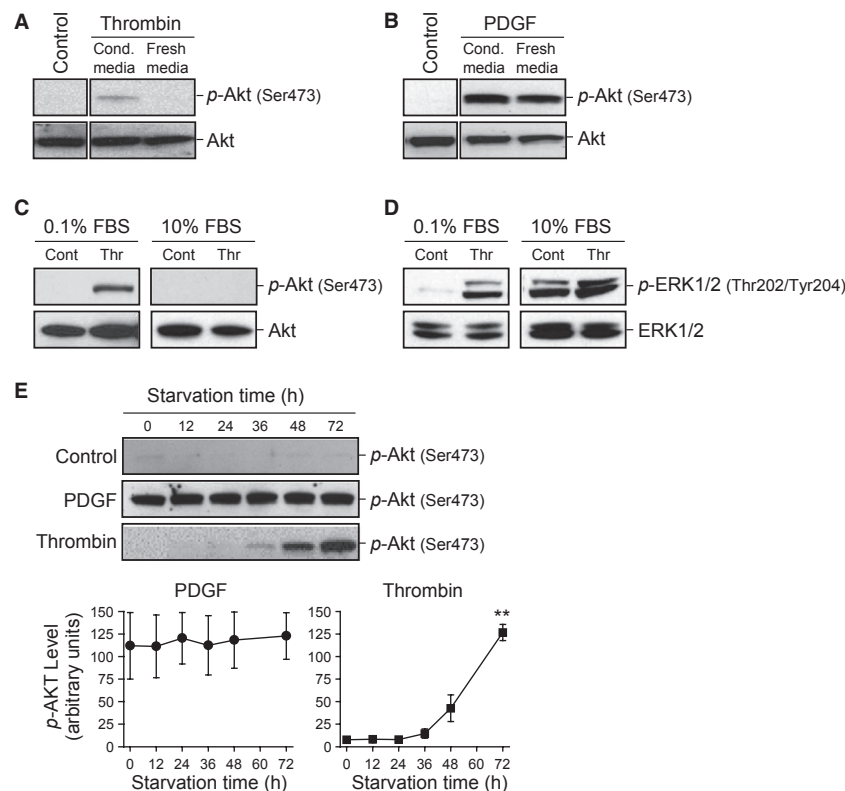 A
Control
Thrombin
Cond. media
Fresh media
p-Akt (Ser473)
Akt
B
Control
PDGF
Cond. media
Fresh media
p-Akt (Ser473)
Akt
C
0.1% FBS
10% FBS
Cont Thr Cont Thr
p-Akt (Ser473)
Akt
D
0.1% FBS
10% FBS
Cont Thr Cont Thr
p-ERK1/2 (Thr202/Tyr204)
ERK1/2
E
Starvation time (h)
0 12 24 36 48 72
Control
p-Akt (Ser473)
PDGF
p-Akt (Ser473)
Thrombin
p-Akt (Ser473)
PDGF
p-AKT Level
(arbitrary units)
150
125
100
75
50
25
0
0 12 24 36 48 60 72
Starvation time (h)
Thrombin
**
150
125
100
75
50
25
0
0 12 24 36 48 60 72
Starvation time (h)